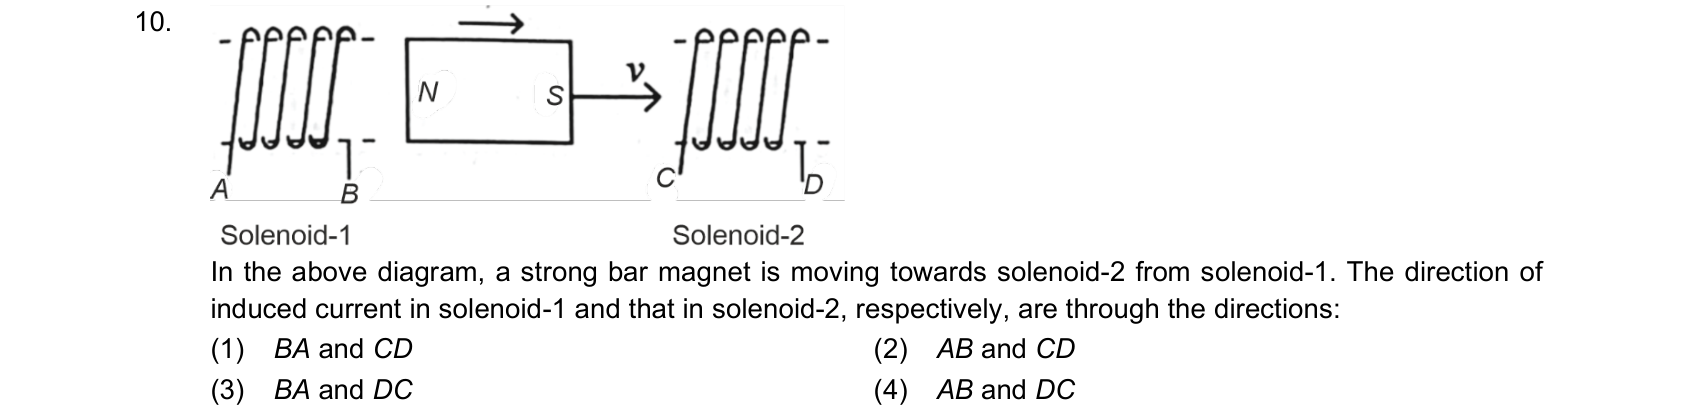 10.
N S v
A B C D
Solenoid-1 Solenoid-2
In the above diagram, a strong bar magnet is moving towards solenoid-2 from solenoid-1. The direction of
induced current in solenoid-1 and that in solenoid-2, respectively, are through the directions:
(1) BA and CD (2) AB and CD
(3) BA and DC (4) AB and DC